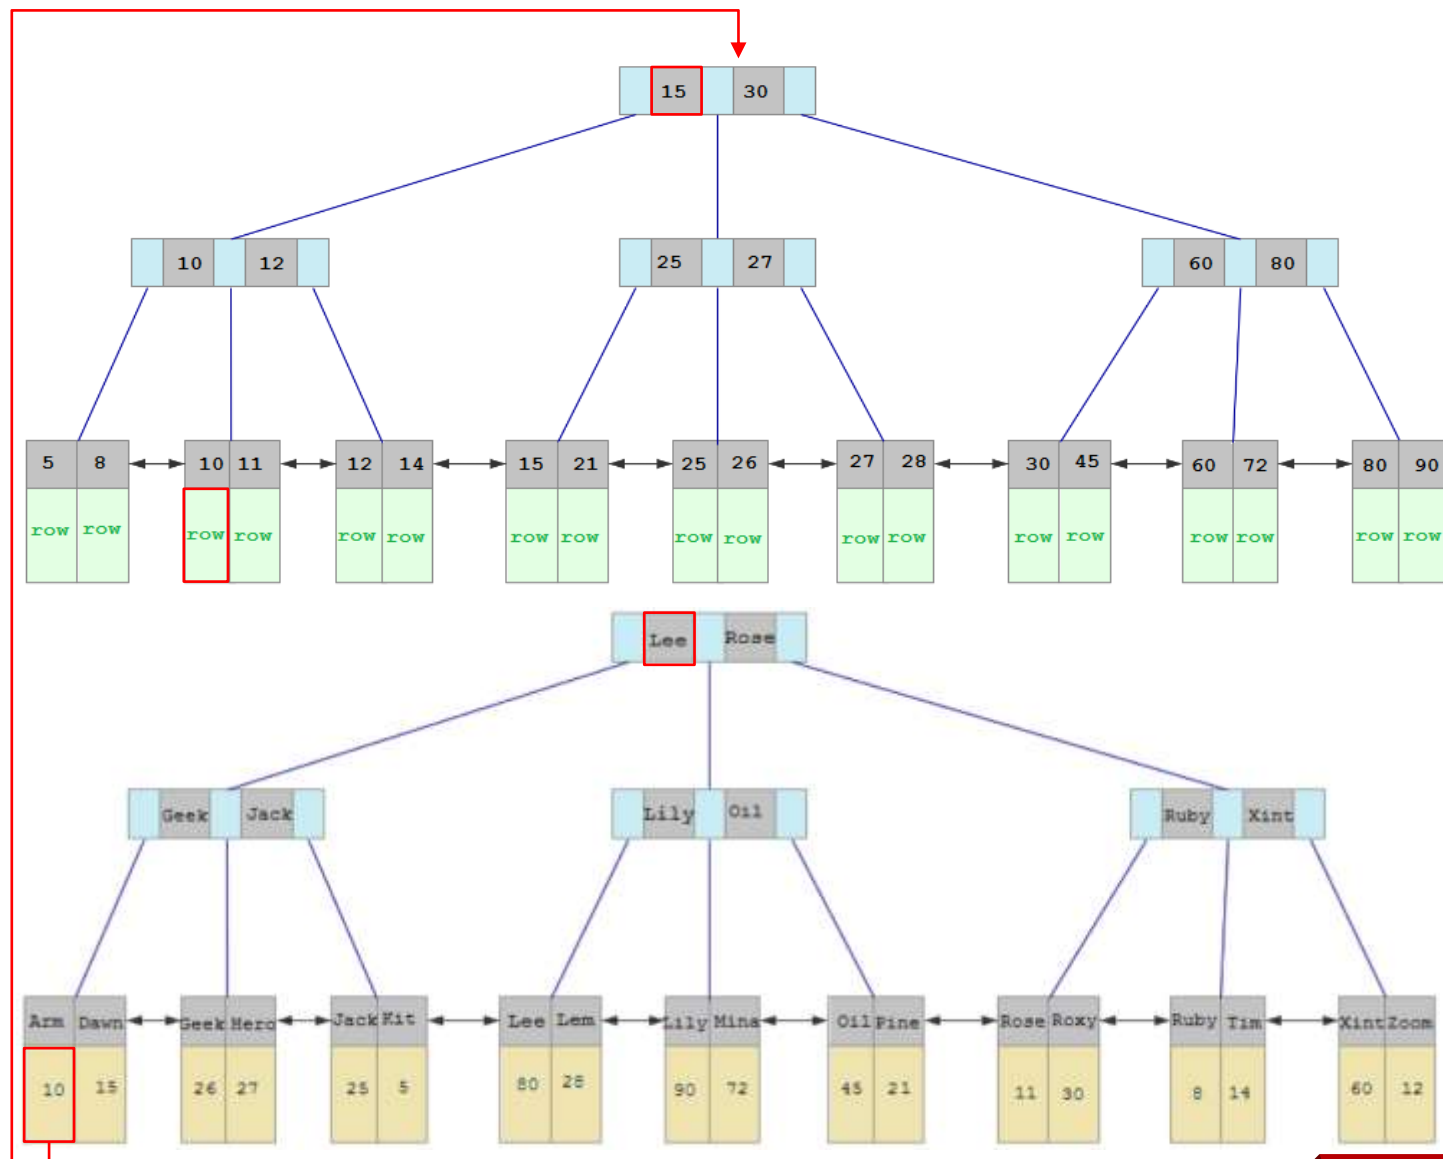 15 30
10 12
25 27
60 80
5 8 10 11 12 14 15 21 25 26 27 28 30 45 60 72 80 90
row row row row row row row row row row row row row row row row row row
Lee Rose
Geek Jack
Lily Oil
Ruby Xint
Arm Dawn Geek Hero Jack Kit Lee Lem Lily Mina Oil Pine Rose Roxy Ruby Tim Xint Zoom
10 15 26 27 25 5 80 28 90 72 45 21 11 30 8 14 60 12